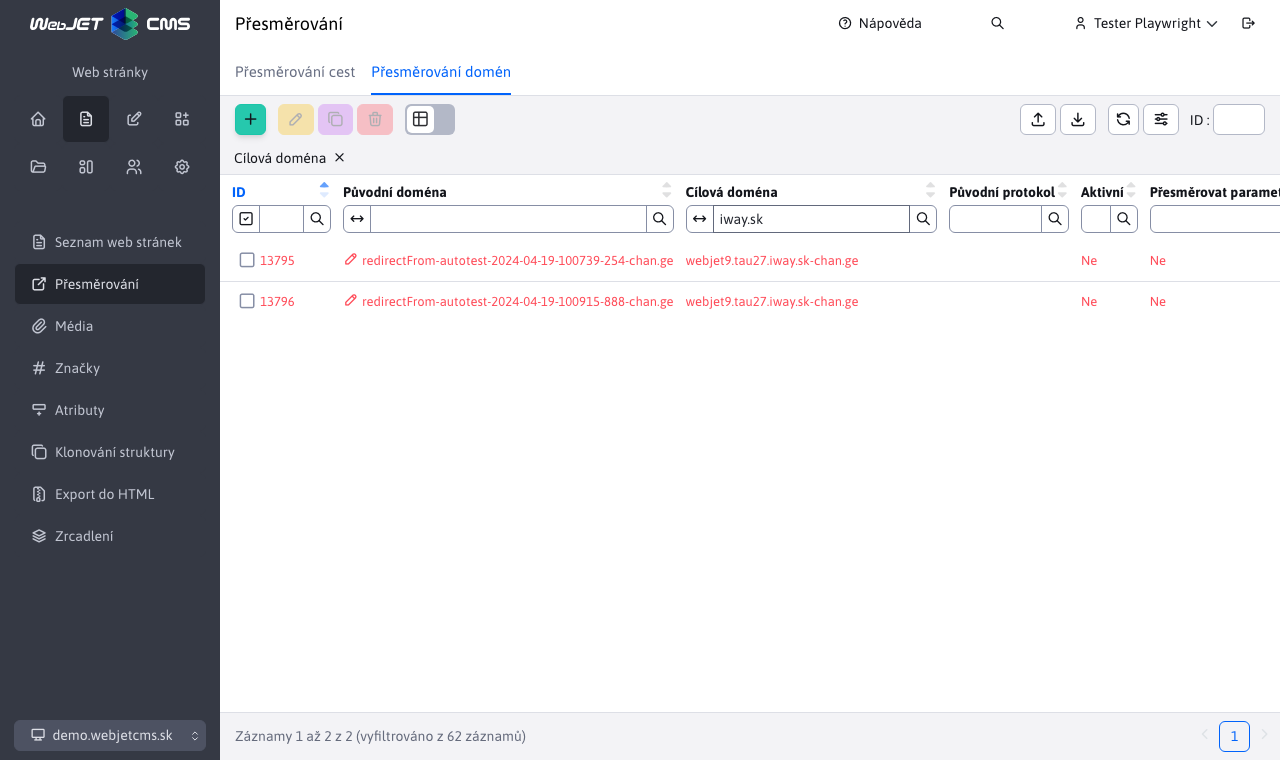 WebJET CMS
Přesměrování
Nápověda
Tester Playwright
Web stránky
Přesměrování cest
Přesměrování domén
ID :
Cílová doména
ID
Původní doména
Cílová doména
Původní protokol
Aktivní
Přesměrovat paramet
iway.sk
13795
redirectFrom-autotest-2024-04-19-100739-254-chan.ge
webjet9.tau27.iway.sk-chan.ge
Ne
Ne
13796
redirectFrom-autotest-2024-04-19-100915-888-chan.ge
webjet9.tau27.iway.sk-chan.ge
Ne
Ne
Seznam web stránek
Přesměrování
Média
Značky
Atributy
Klonování struktury
Export do HTML
Zrcadlení
demo.webjetcms.sk
Záznamy 1 až 2 z 2 (vyfiltrováno z 62 záznamů)
1